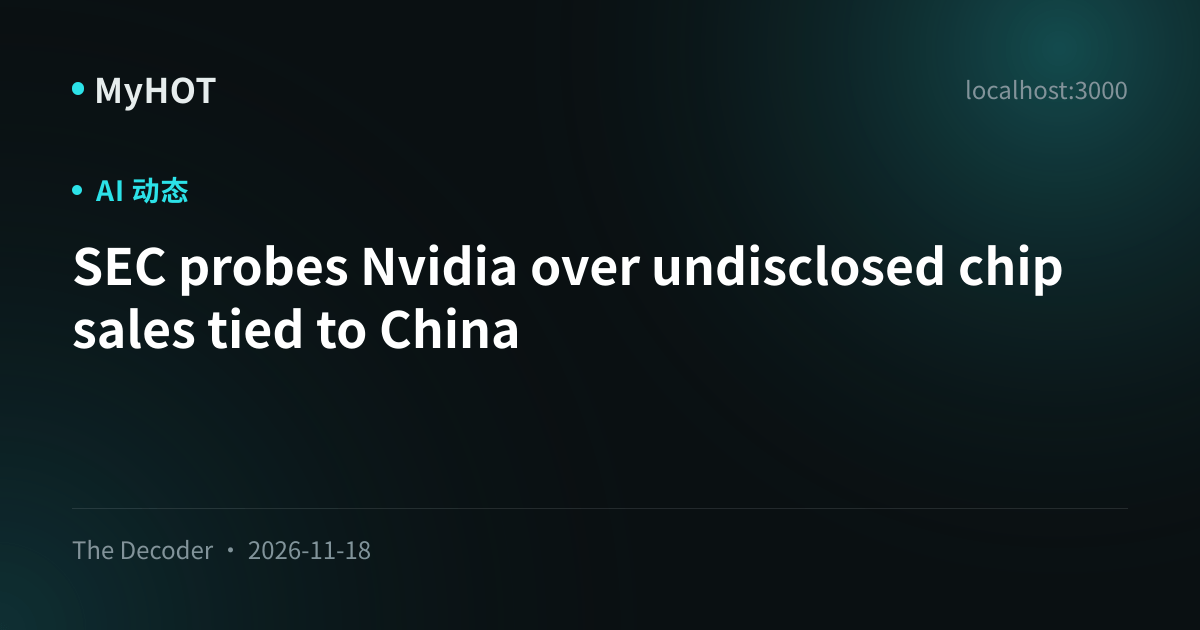 MyHOT
localhost:3000
AI 动态
SEC probes Nvidia over undisclosed chip
sales tied to China
The Decoder • 2026-11-18